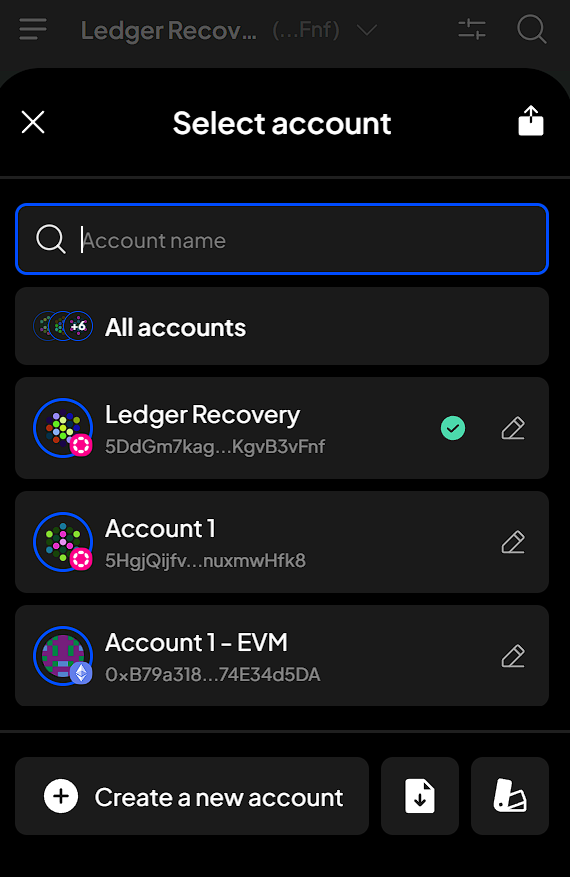 Ledger Recov... (...Fnf)
Select account
Account name
+6 All accounts
Ledger Recovery
5DdGm7kag...KgvB3vFnf
Account 1
5HgjQijfv...nuxmwHfk8
Account 1 - EVM
0xB79a318...74E34d5DA
Create a new account